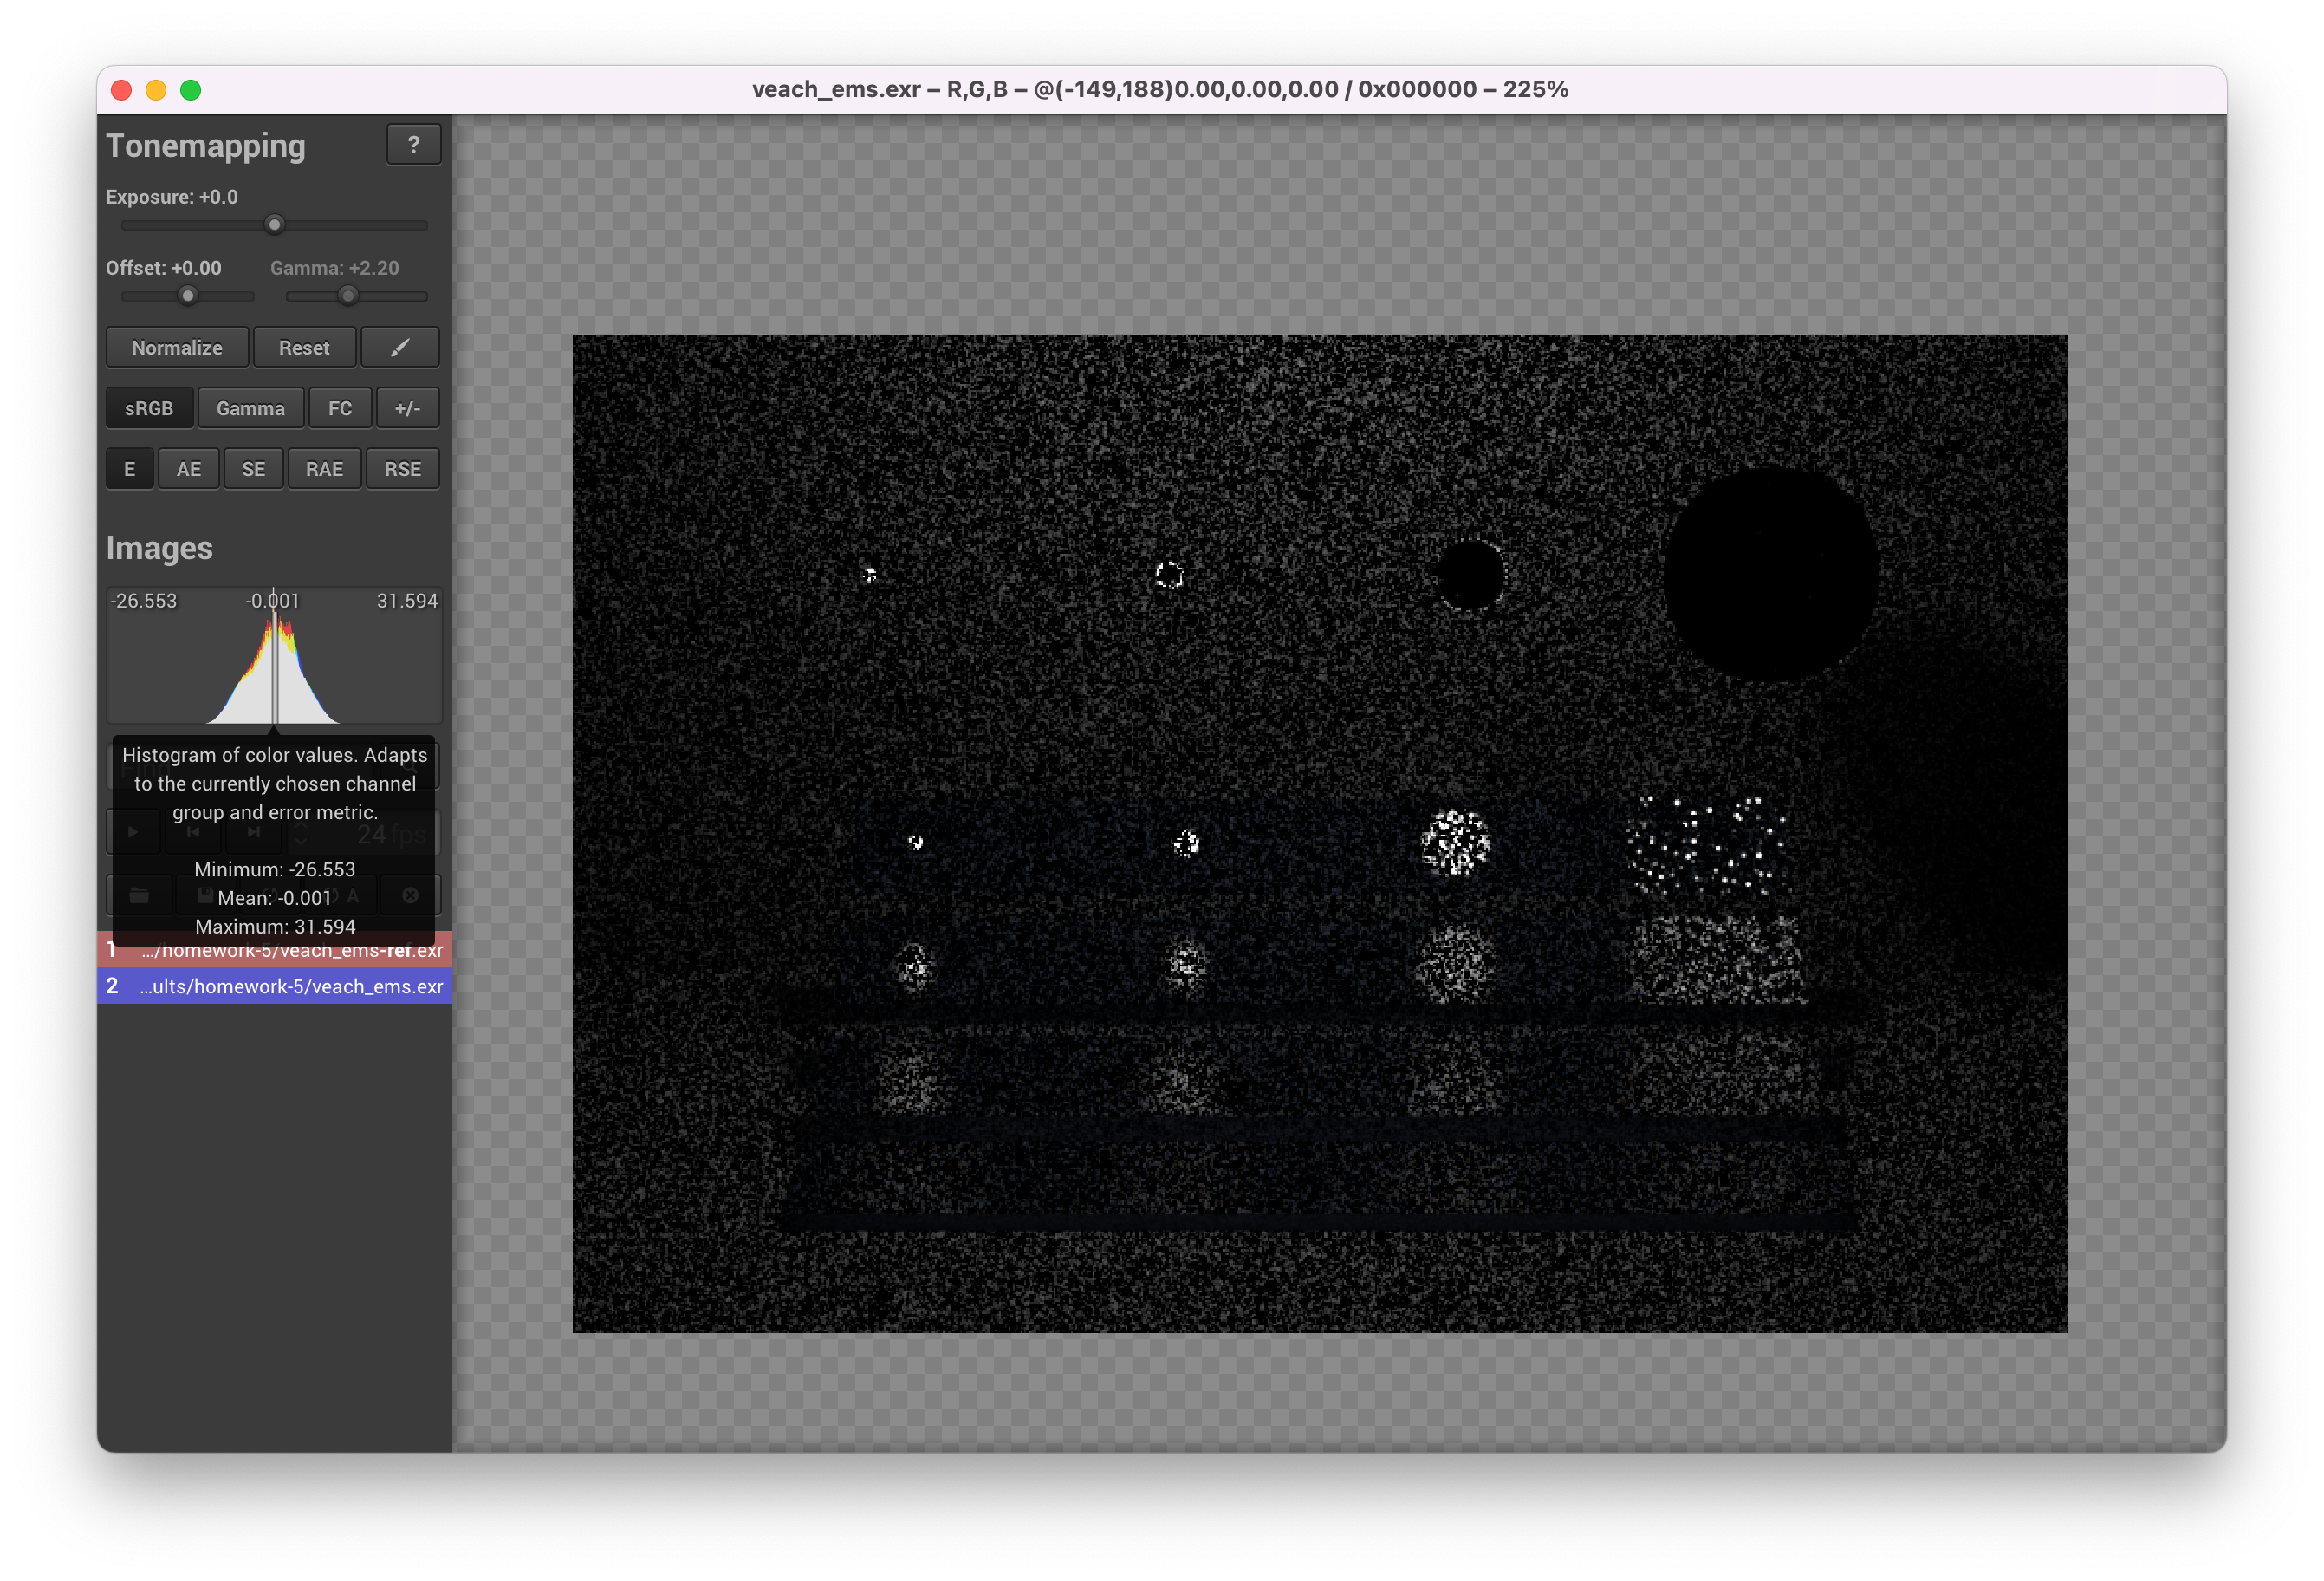 veach_ems.exr – R,G,B – @(-149,188)0.00,0.00,0.00 / 0x000000 – 225%
Tonemapping
?
Exposure: +0.0
Offset: +0.00 Gamma: +2.20
Normalize Reset
sRGB Gamma FC +/-
E AE SE RAE RSE
Images
-26.553 -0.001 31.594
Histogram of color values. Adapts
to the currently chosen channel
group and error metric.
24 fps
Minimum: -26.553
Mean: -0.001
A
Maximum: 31.594
1 .../homework-5/veach_ems-ref.exr
2 ...ults/homework-5/veach_ems.exr